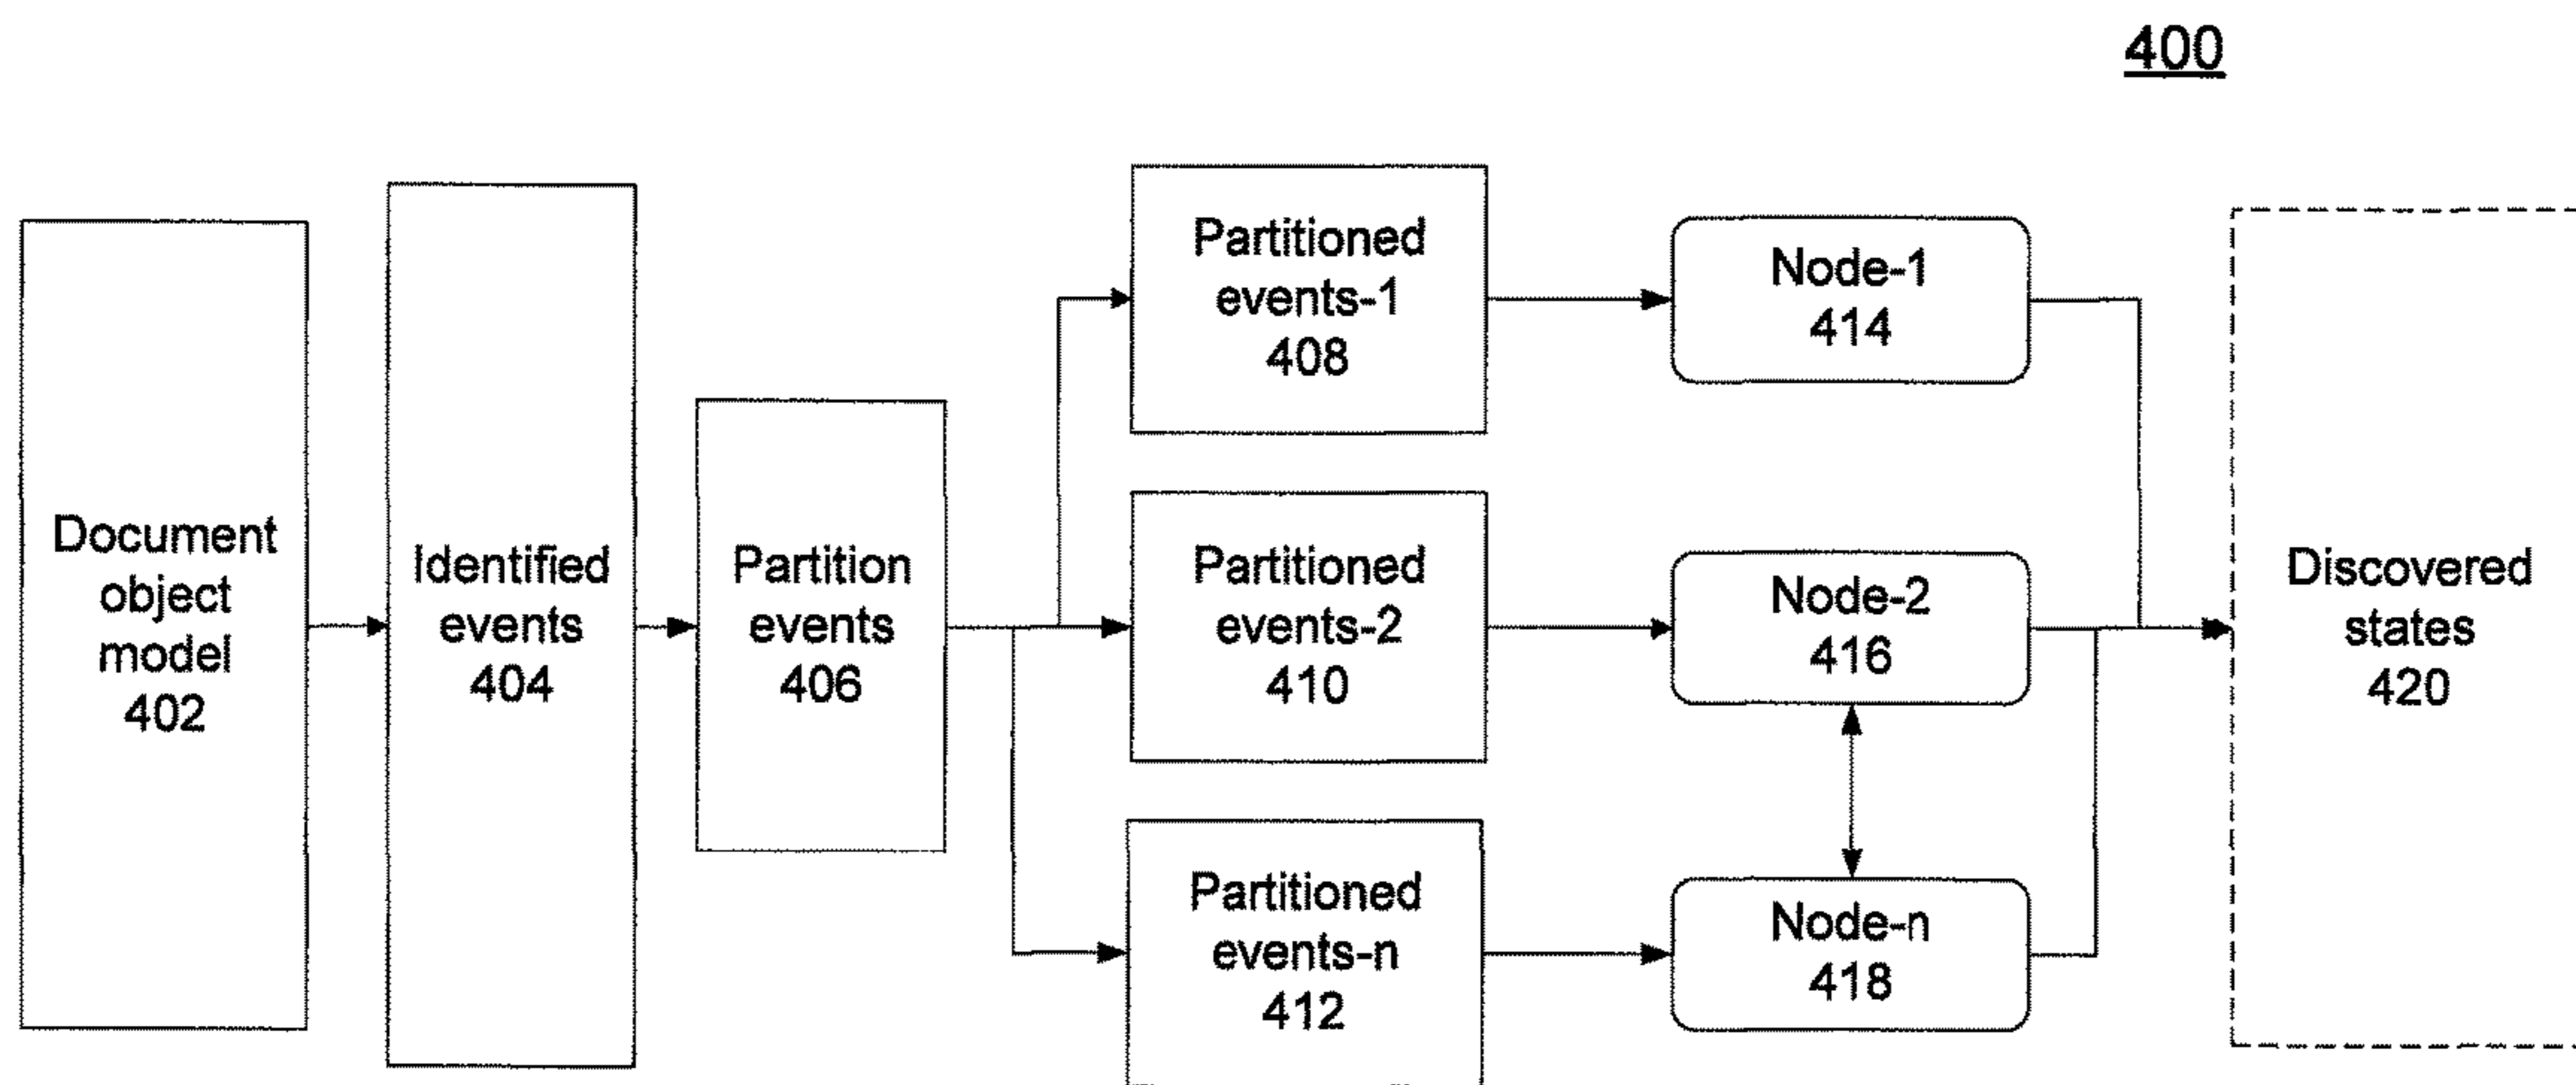 400
Document
object
model
402
Identified
events
404
Partition
events
406
Partitioned
events-1
408
Partitioned
events-2
410
Partitioned
events-n
412
Node-1
414
Node-2
416
Node-n
418
Discovered
states
420